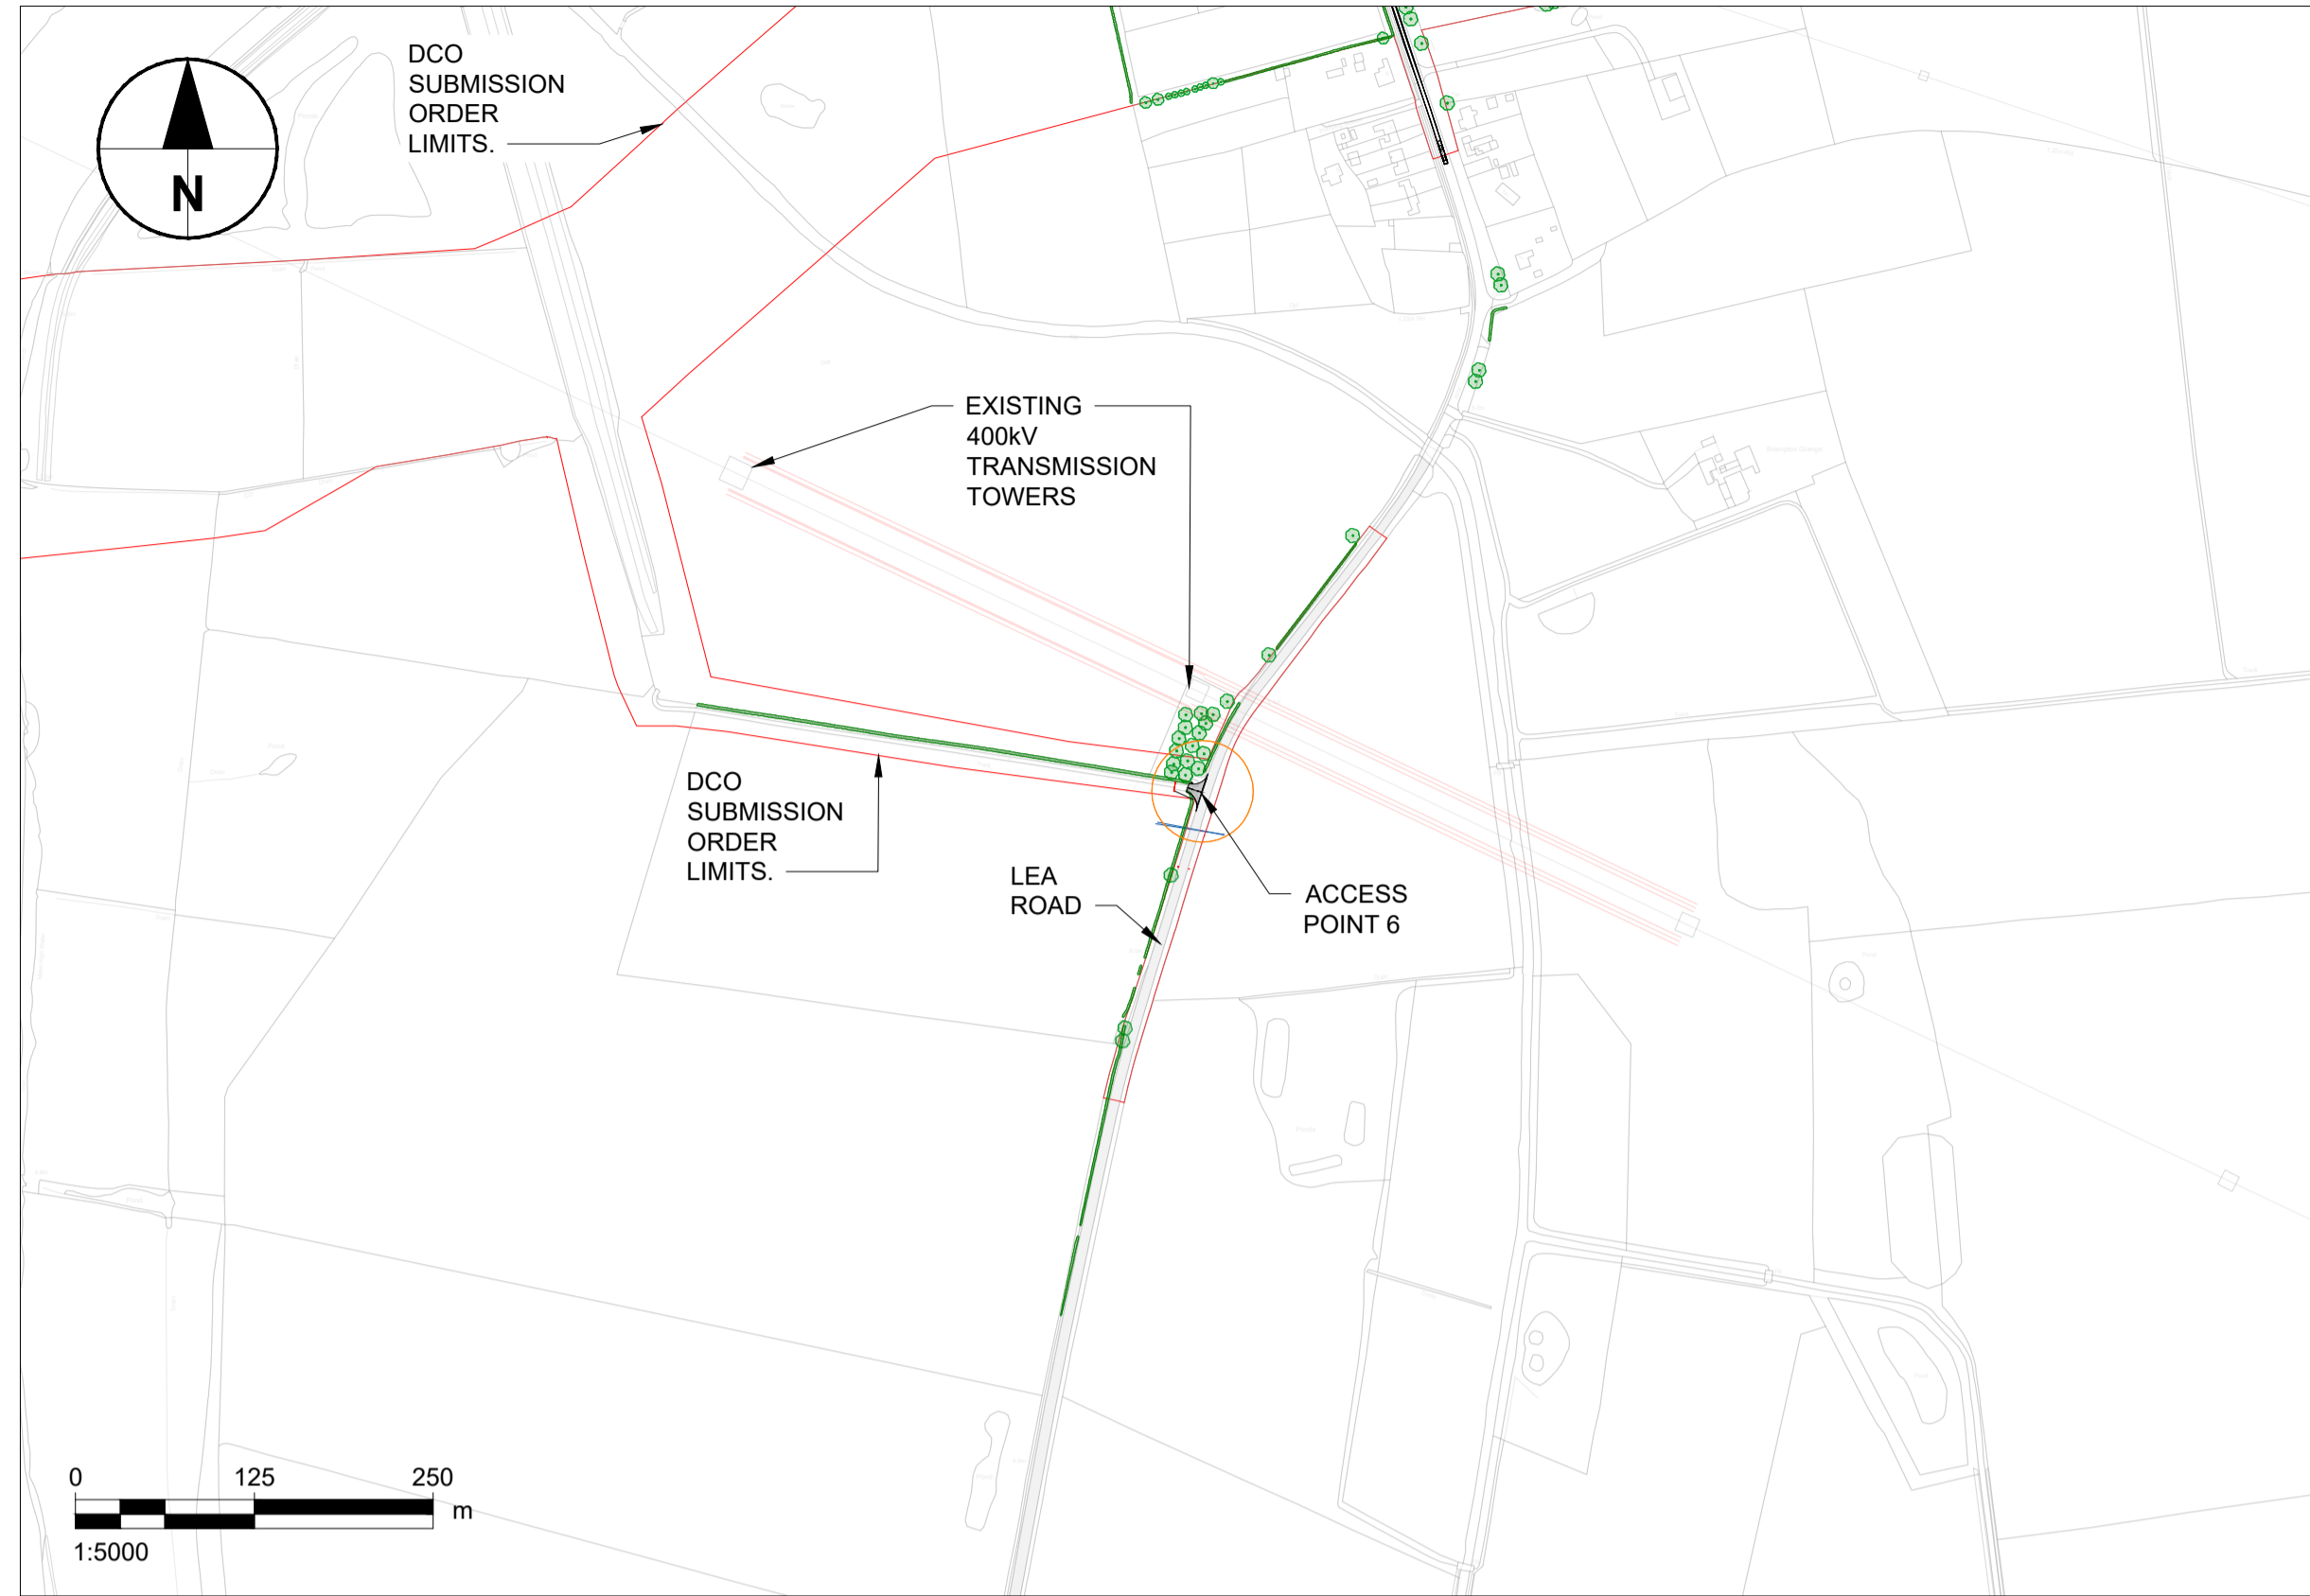 DCO
SUBMISSION
ORDER
LIMITS.
N
EXISTING
400kV
TRANSMISSION
TOWERS
DCO
SUBMISSION
ORDER
LIMITS.
LEA
ROAD
ACCESS
POINT 6
0 125 250
m
1:5000